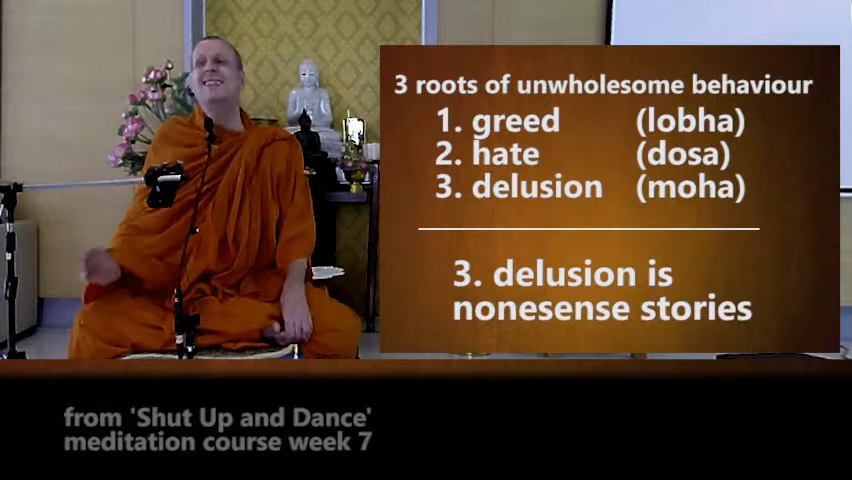 3 roots of unwholesome behaviour
1. greed (lobha)
2. hate (dosa)
3. delusion (moha)
3. delusion is
nonesense stories
from 'Shut Up and Dance'
meditation course week 7